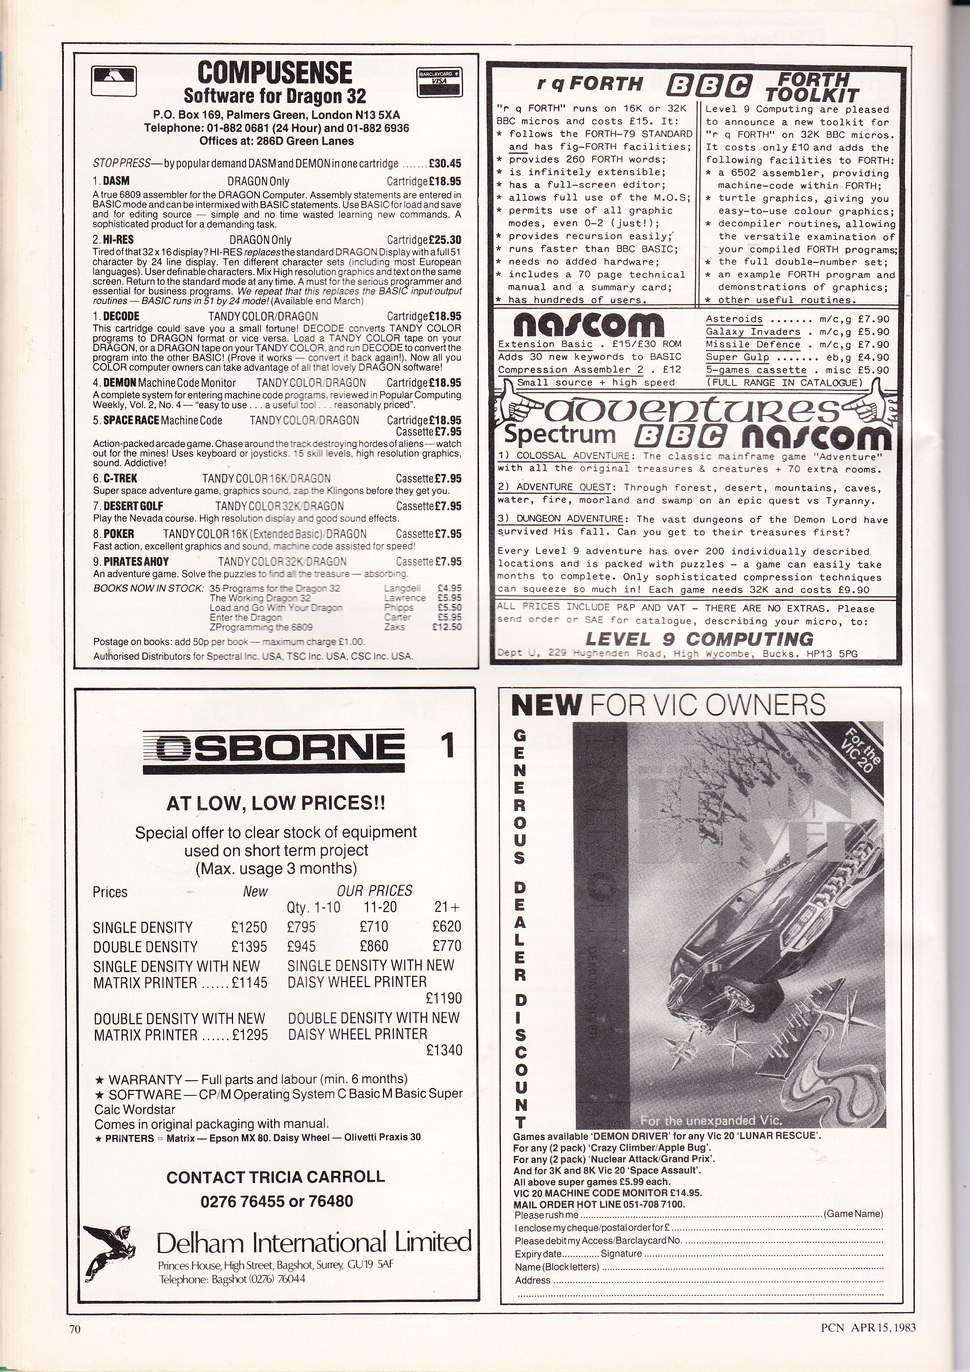 COMPUSENSE
Software for Dragon 32
BARCLAYCARD
VISA
P.O. Box 169, Palmers Green, London N13 5XA
Telephone: 01-882 0681 (24 Hour) and 01-882 6936
Offices at: 286D Green Lanes
STOP PRESS—by popular demand DASM and DEMON in one cartridge ....... £30.45
1. DASM DRAGON Only Cartridge £18.95
A true 6809 assembler for the DRAGON Computer. Assembly statements are entered in
BASIC mode and can be intermixed with BASIC statements. Use BASIC for load and save
and for editing source — simple and no time wasted learning new commands. A
sophisticated product for a demanding task.
2. HI-RES DRAGON Only Cartridge £25.30
Tired of that 32 x 16 display? HI-RES replaces the standard DRAGON Display with a full 51
character by 24 line display. Ten different character sets (including most European
languages). User definable characters. Mix High resolution graphics and text on the same
screen. Return to the standard mode at any time. A must for the serious programmer and
essential for business programs. We repeat that this replaces the BASIC input/output
routines — BASIC runs in 51 by 24 mode! (Available end March)
1. DECODE TANDY COLOR/DRAGON Cartridge £18.95
This cartridge could save you a small fortune! DECODE converts TANDY COLOR
programs to DRAGON format or vice versa. Load a TANDY COLOR tape on your
DRAGON, or a DRAGON tape on your TANDY COLOR, and run DECODE to convert the
program into the other BASIC! (Prove it works — convert it back again!). Now all you
COLOR computer owners can take advantage of all that lovely DRAGON software!
4. DEMON Machine Code Monitor TANDY COLOR/DRAGON Cartridge £18.95
A complete system for entering machine code programs, reviewed in Popular Computing
Weekly, Vol. 2, No. 4 — "easy to use . . . a useful tool . . . reasonably priced".
5. SPACE RACE Machine Code TANDY COLOR/DRAGON Cartridge £18.95
Cassette £7.95
Action-packed arcade game. Chase around the track destroying hordes of aliens — watch
out for the mines! Uses keyboard or joysticks. 15 skill levels, high resolution graphics,
sound. Addictive!
6. C-TREK TANDY COLOR 16K/DRAGON Cassette £7.95
Super space adventure game, graphics sound, zap the Klingons before they get you.
7. DESERT GOLF TANDY COLOR 32K/DRAGON Cassette £7.95
Play the Nevada course. High resolution display and good sound effects.
8. POKER TANDY COLOR 16K (Extended Basic)/DRAGON Cassette £7.95
Fast action, excellent graphics and sound, machine code assisted for speed!
9. PIRATES AHOY TANDY COLOR 32K/DRAGON Cassette £7.95
An adventure game. Solve the puzzles to find all the treasure — absorbing.
BOOKS NOW IN STOCK: 35 Programs for the Dragon 32 Langdell £4.95
The Working Dragon 32 Lawrence £5.95
Load and Go With Your Dragon Phipps £5.50
Enter the Dragon Carter £5.95
ZProgramming the 6809 Zaks £12.50
Postage on books: add 50p per book — maximum charge £1.00.
Authorised Distributors for Spectral Inc. USA, TSC Inc. USA, CSC Inc. USA.
r q FORTH BBC FORTH
TOOLKIT
"r q FORTH" runs on 16K or 32K
BBC micros and costs £15. It:
* follows the FORTH-79 STANDARD
and has fig-FORTH facilities;
* provides 260 FORTH words;
* is infinitely extensible;
* has a full-screen editor;
* allows full use of the M.O.S;
* permits use of all graphic
modes, even 0-2 (just!);
* provides recursion easily;
* runs faster than BBC BASIC;
* needs no added hardware;
* includes a 70 page technical
manual and a summary card;
* has hundreds of users.
Level 9 Computing are pleased
to announce a new toolkit for
"r q FORTH" on 32K BBC micros.
It costs only £10 and adds the
following facilities to FORTH:
* a 6502 assembler, providing
machine-code within FORTH;
* turtle graphics, giving you
easy-to-use colour graphics;
* decompiler routines, allowing
the versatile examination of
your compiled FORTH programs;
* the full double-number set;
* an example FORTH program and
demonstrations of graphics;
* other useful routines.
nascom
Extension Basic . £15/£30 ROM
Adds 30 new keywords to BASIC
Compression Assembler 2 . £12
Small source + high speed
Asteroids ....... m/c,g £7.90
Galaxy Invaders . m/c,g £5.90
Missile Defence . m/c,g £7.90
Super Gulp ....... eb,g £4.90
5-games cassette . misc £5.90
(FULL RANGE IN CATALOGUE)
adventures
Spectrum BBC nascom
1) COLOSSAL ADVENTURE: The classic mainframe game "Adventure"
with all the original treasures & creatures + 70 extra rooms.
2) ADVENTURE QUEST: Through forest, desert, mountains, caves,
water, fire, moorland and swamp on an epic quest vs Tyranny.
3) DUNGEON ADVENTURE: The vast dungeons of the Demon Lord have
survived His fall. Can you get to their treasures first?
Every Level 9 adventure has over 200 individually described
locations and is packed with puzzles - a game can easily take
months to complete. Only sophisticated compression techniques
can squeeze so much in! Each game needs 32K and costs £9.90
ALL PRICES INCLUDE P&P AND VAT - THERE ARE NO EXTRAS. Please
send order or SAE for catalogue, describing your micro, to:
LEVEL 9 COMPUTING
Dept U, 229 Hughenden Road, High Wycombe, Bucks. HP13 5PG
OSBORNE 1
AT LOW, LOW PRICES!!
Special offer to clear stock of equipment
used on short term project
(Max. usage 3 months)
Prices New OUR PRICES
Qty. 1-10 11-20 21+
SINGLE DENSITY £1250 £795 £710 £620
DOUBLE DENSITY £1395 £945 £860 £770
SINGLE DENSITY WITH NEW SINGLE DENSITY WITH NEW
MATRIX PRINTER ...... £1145 DAISY WHEEL PRINTER
£1190
DOUBLE DENSITY WITH NEW DOUBLE DENSITY WITH NEW
MATRIX PRINTER ...... £1295 DAISY WHEEL PRINTER
£1340
★ WARRANTY — Full parts and labour (min. 6 months)
★ SOFTWARE — CP/M Operating System C Basic M Basic Super
Calc Wordstar
Comes in original packaging with manual.
★ PRINTERS = Matrix — Epson MX 80. Daisy Wheel — Olivetti Praxis 30
CONTACT TRICIA CARROLL
0276 76455 or 76480
Delham International Limited
Princes House, High Street, Bagshot, Surrey, GU19 5AF
Telephone: Bagshot (0276) 76044
NEW FOR VIC OWNERS
GENEROUS DEALER DISCOUNT
For the
VIC 20
For the unexpanded Vic.
Games available 'DEMON DRIVER' for any Vic 20 'LUNAR RESCUE'.
For any (2 pack) 'Crazy Climber/Apple Bug'.
For any (2 pack) 'Nuclear Attack/Grand Prix'.
And for 3K and 8K Vic 20 'Space Assault'.
All above super games £5.99 each.
VIC 20 MACHINE CODE MONITOR £14.95.
MAIL ORDER HOT LINE 051-708 7100.
Please rush me ........ (Game Name)
I enclose my cheque/postal order for £ ........
Please debit my Access/Barclaycard No. ........
Expiry date ........ Signature ........
Name (Block letters) ........
Address ........
70
PCN APR 15, 1983